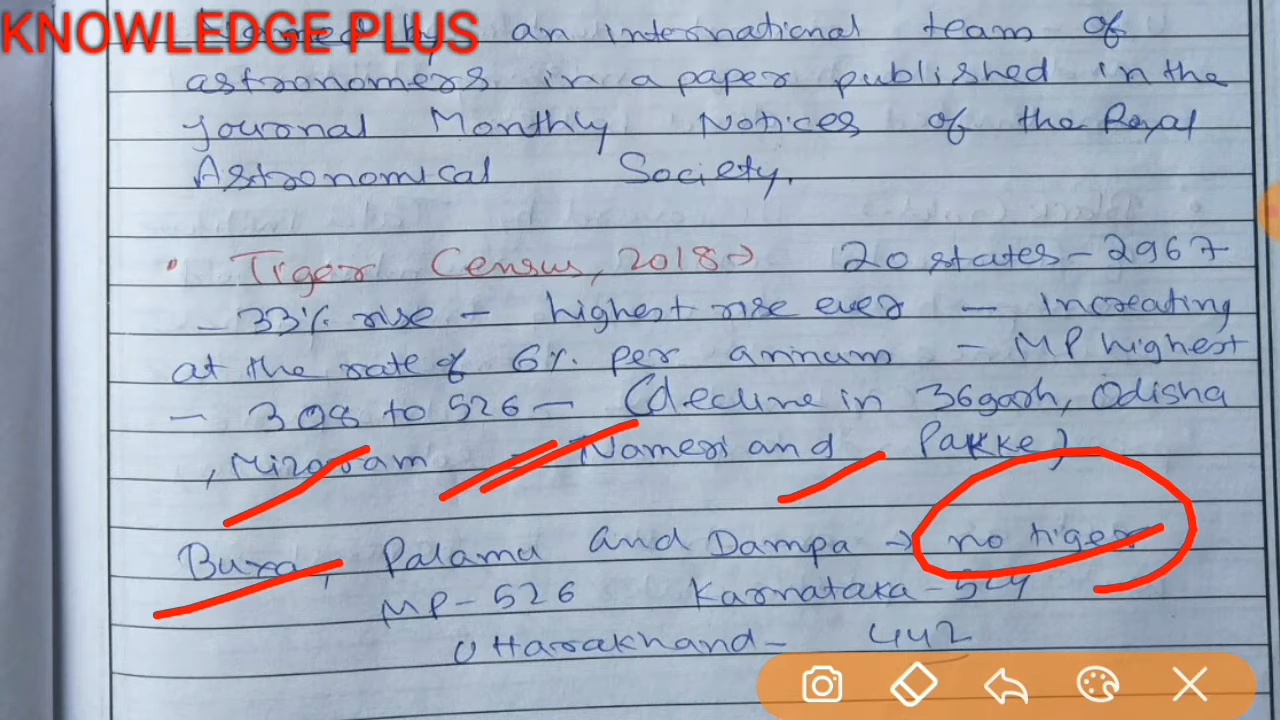 KNOWLEDGE PLUS
Named by an international team of
astronomers in a paper published in the
journal Monthly Notices of the Royal
Astronomical Society.
• Tiger Census, 2018→ 20 states - 2967
- 33% rise - highest rise ever - increating
at the rate of 6% per annum - MP highest
- 308 to 526 - (decline in 36garh, Odisha
, Mizoram - Nameri and Pakke)
Buxa, Palamu and Dampa → no tiger
MP - 526 Karnataka - 524
Uttarakhand - 442